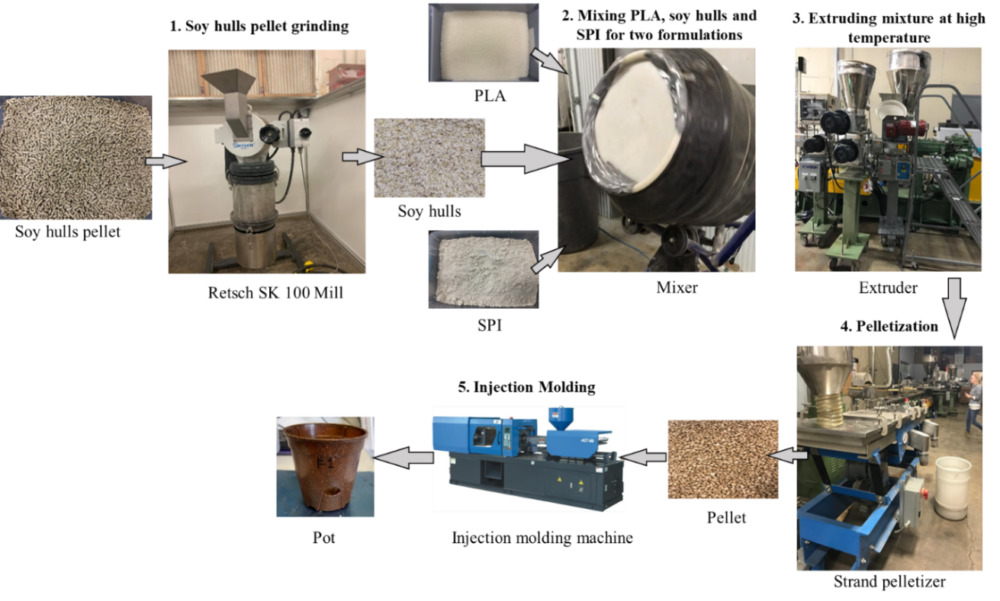 1. Soy hulls pellet grinding
2. Mixing PLA, soy hulls and
SPI for two formulations
3. Extruding mixture at high
temperature
PLA
Soy hulls
Soy hulls pellet
Retsch SK 100 Mill
SPI
Mixer
Extruder
4. Pelletization
5. Injection Molding
F1
Pot
Injection molding machine
Pellet
Strand pelletizer